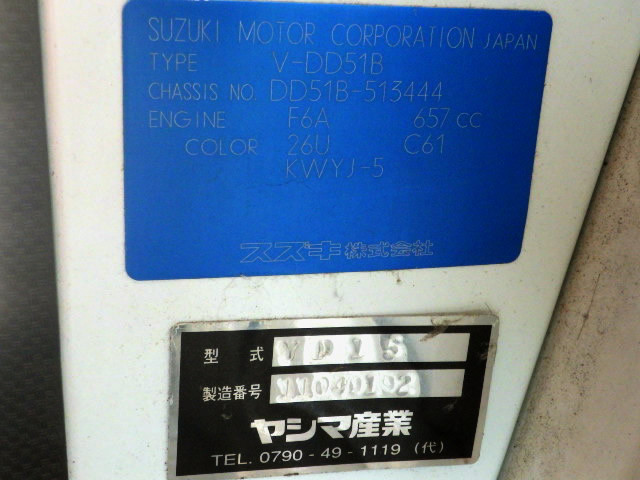 SUZUKI MOTOR CORPORATION JAPAN
TYPE V-DD51B
CHASSIS NO. DD51B-513444
ENGINE F6A 657cc
COLOR 26U C61
KWYJ-5
スズキ株式会社
型式 YD15
製造番号
ヤシマ産業
TEL. 0790-49-1119 (代)